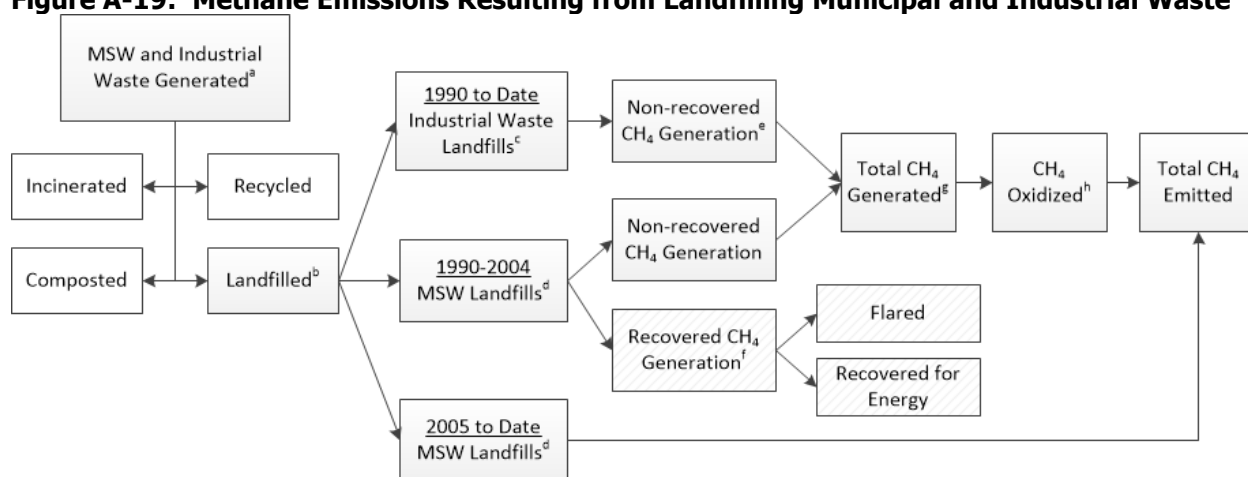 Figure A-19: Methane Emissions Resulting from Landfilling Municipal and Industrial Waste
MSW and Industrial
Waste Generatedᵃ
Incinerated
Recycled
Composted
Landfilledᵇ
1990 to Date
Industrial Waste
Landfillsᶜ
1990-2004
MSW Landfillsᵈ
2005 to Date
MSW Landfillsᵈ
Non-recovered
CH₄ Generationᵉ
Non-recovered
CH₄ Generation
Recovered CH₄
Generationᶠ
Flared
Recovered for
Energy
Total CH₄
Generatedᵍ
CH₄
Oxidizedʰ
Total CH₄
Emitted